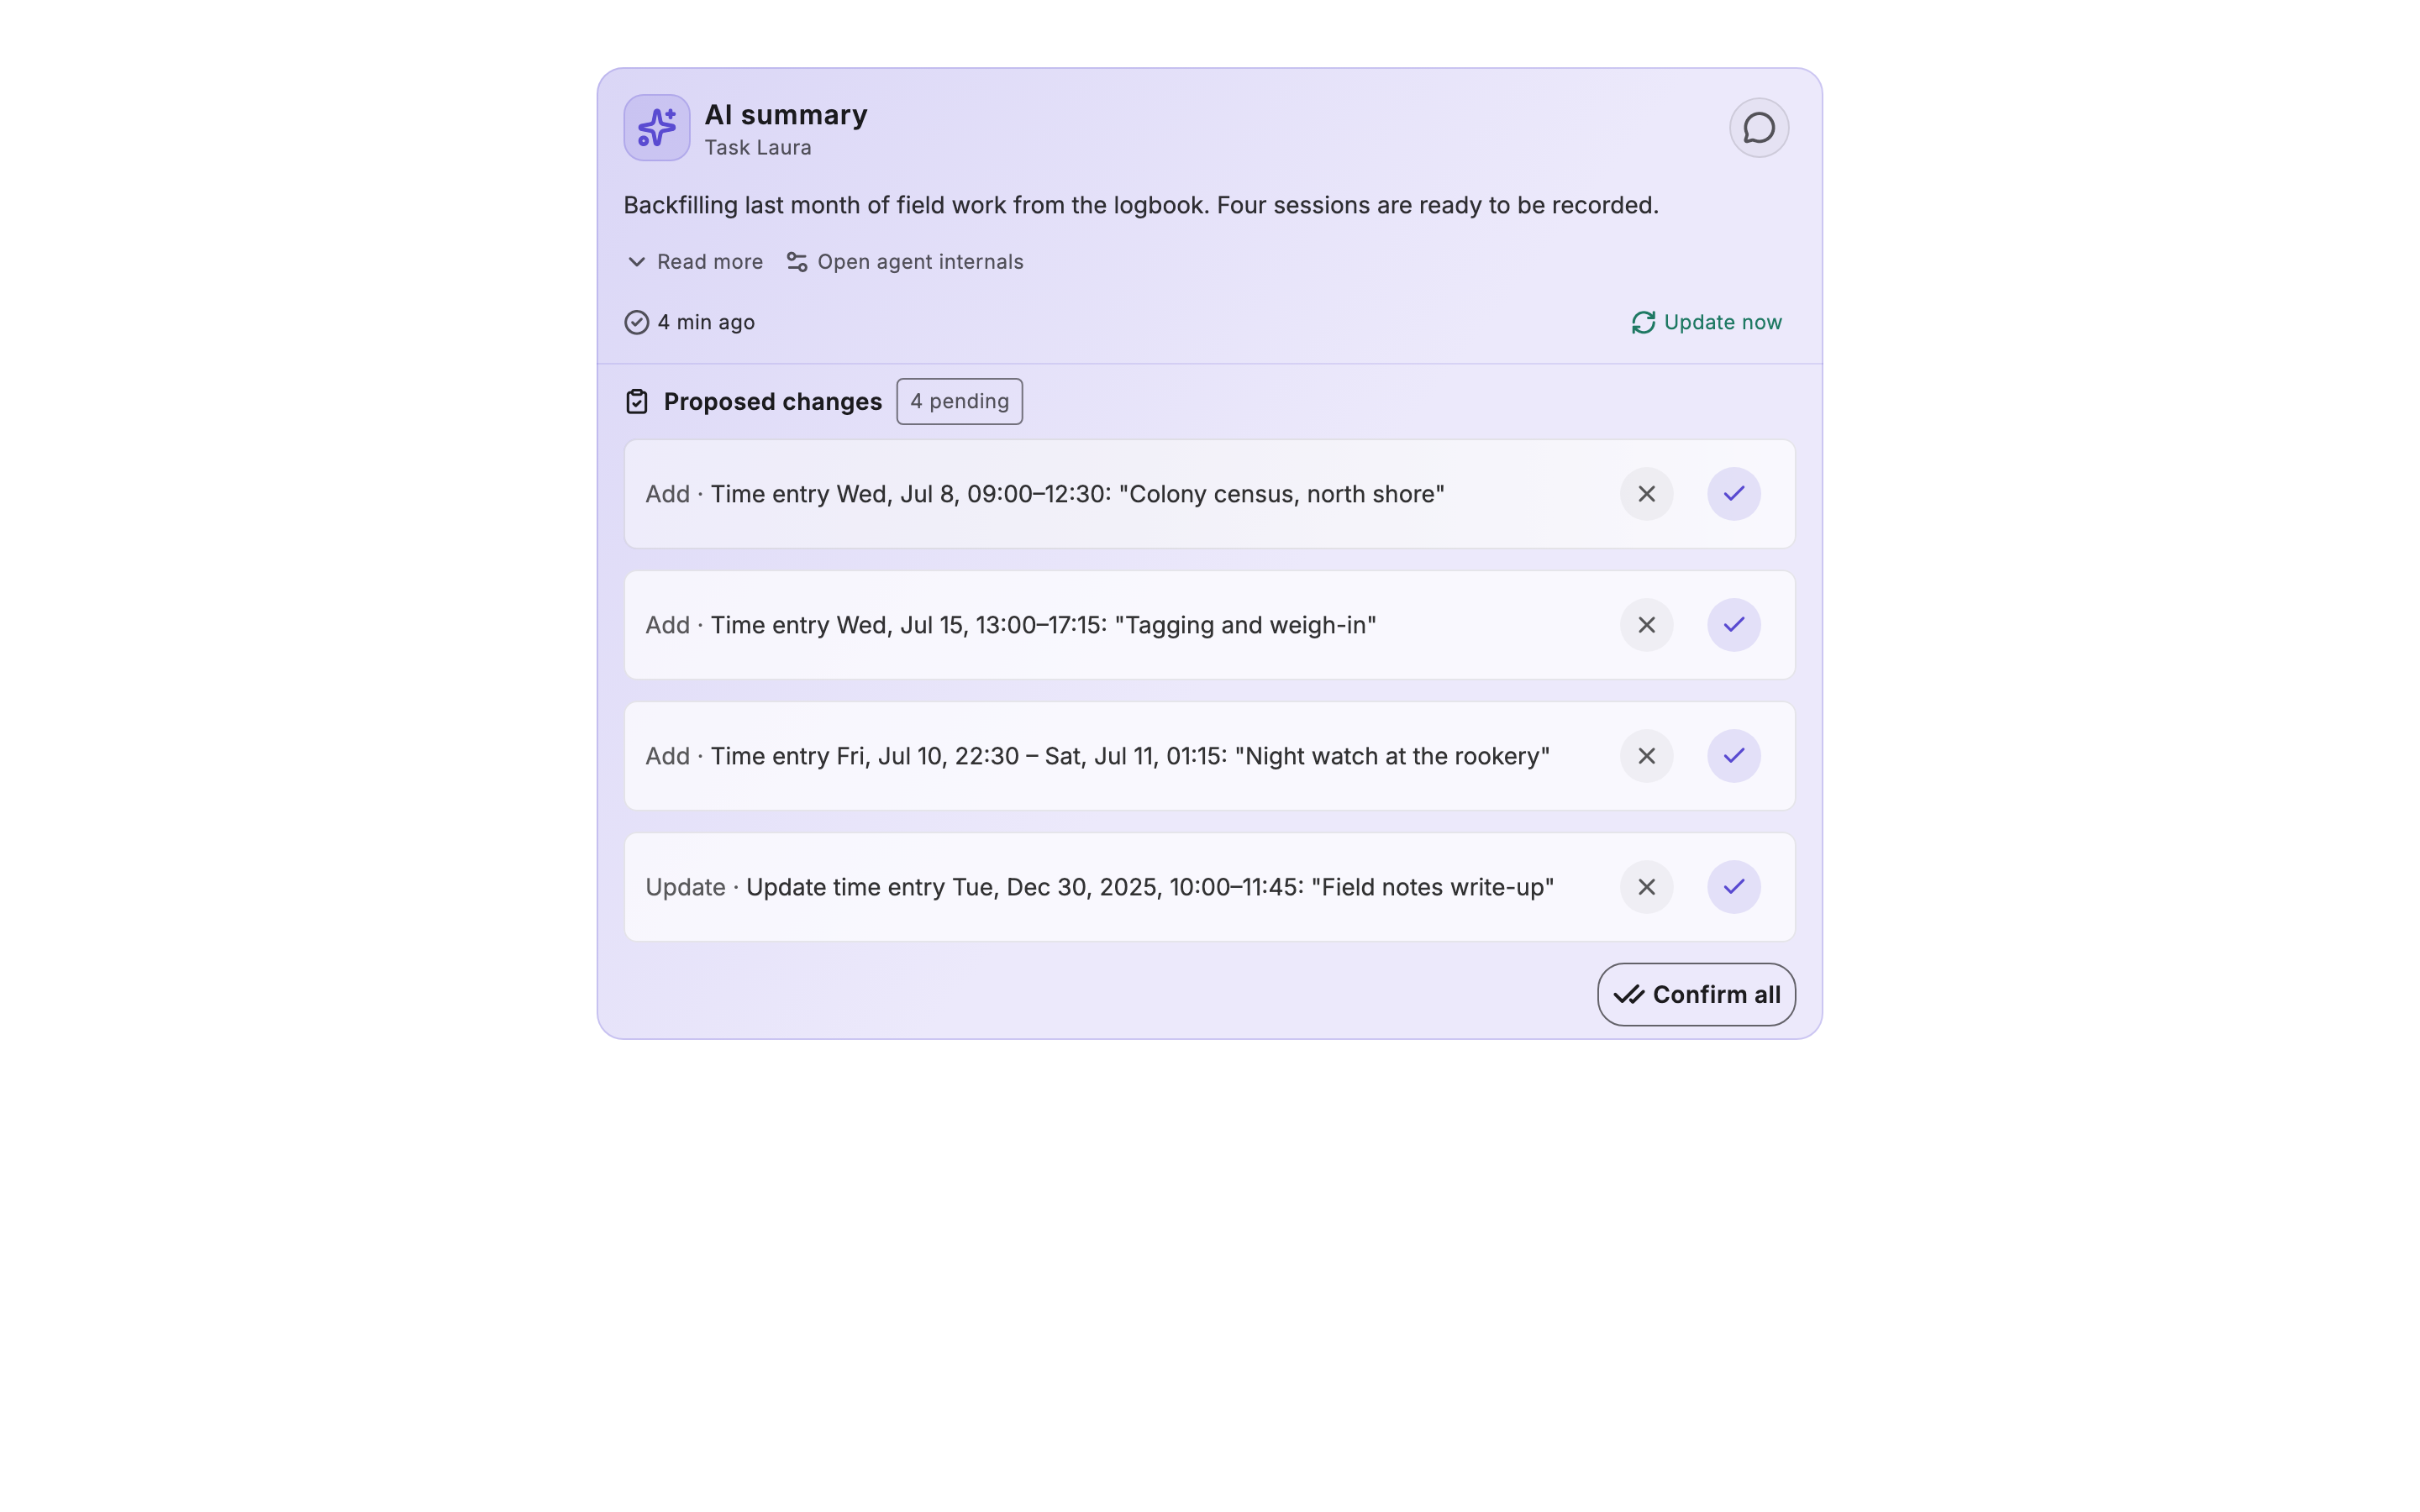 AI summary
Task Laura
Backfilling last month of field work from the logbook. Four sessions are ready to be recorded.
Read more Open agent internals
4 min ago Update now
Proposed changes 4 pending
Add · Time entry Wed, Jul 8, 09:00–12:30: "Colony census, north shore"
Add · Time entry Wed, Jul 15, 13:00–17:15: "Tagging and weigh-in"
Add · Time entry Fri, Jul 10, 22:30 – Sat, Jul 11, 01:15: "Night watch at the rookery"
Update · Update time entry Tue, Dec 30, 2025, 10:00–11:45: "Field notes write-up"
Confirm all